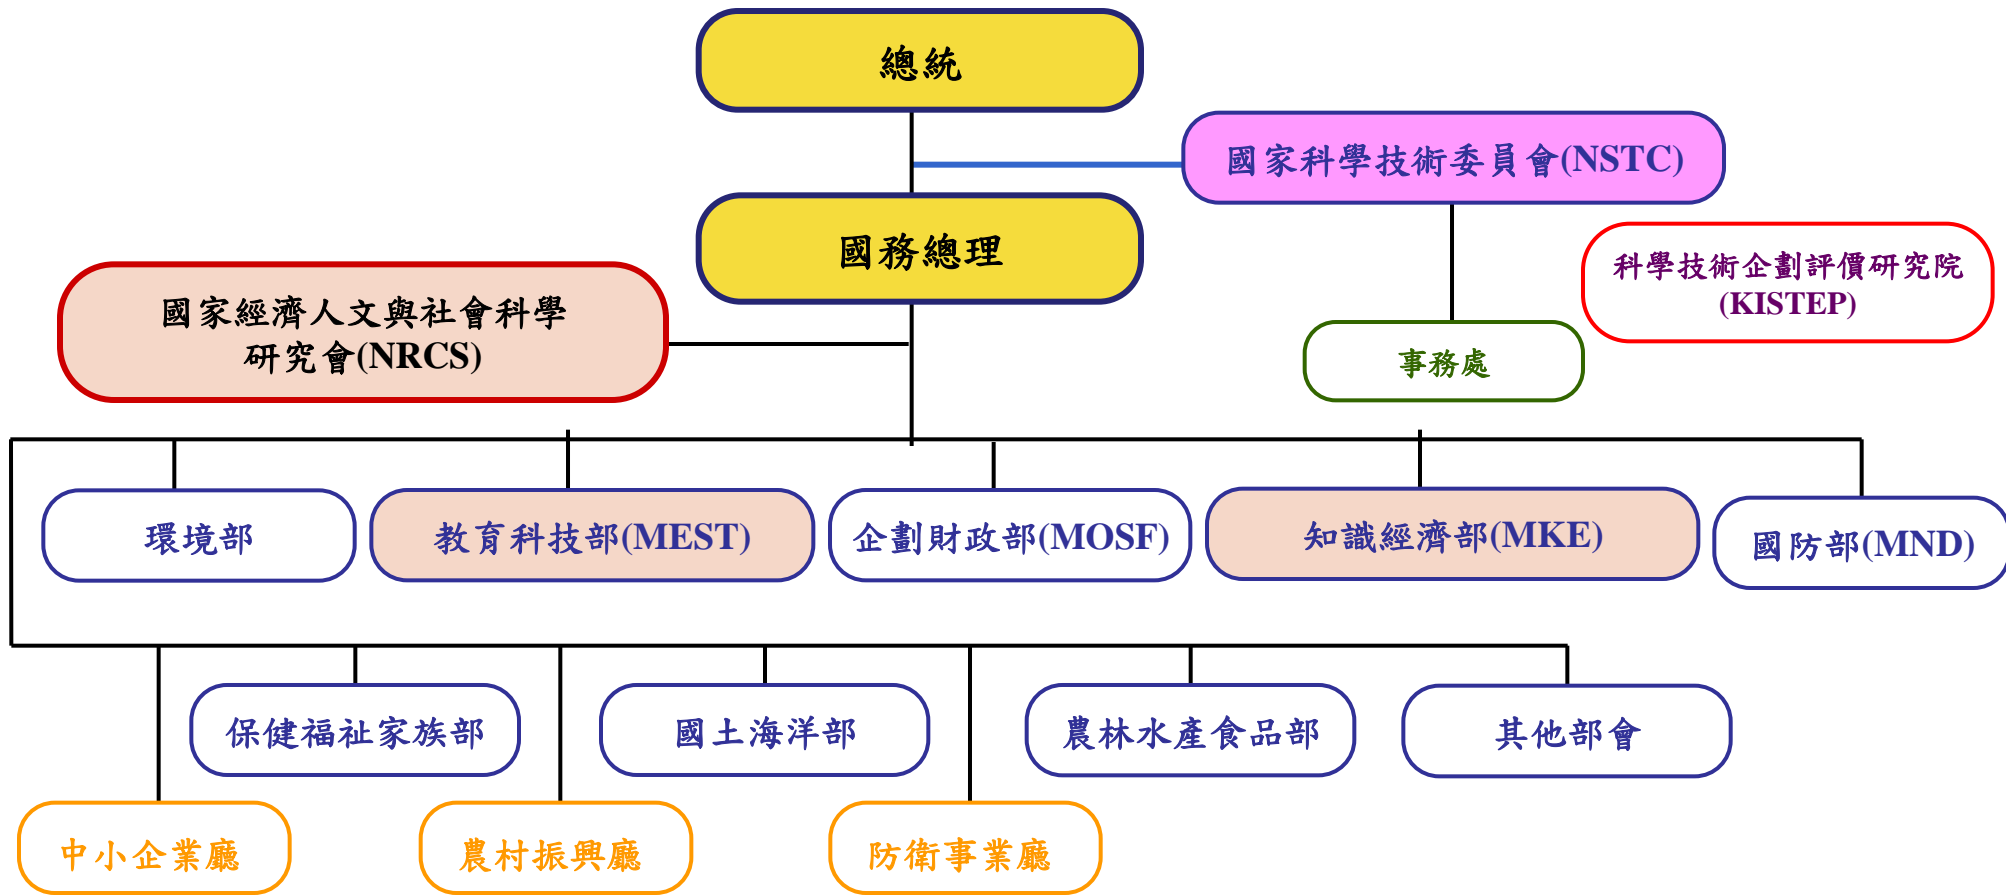 總統
國家科學技術委員會(NSTC)
國務總理
科學技術企劃評價研究院
(KISTEP)
國家經濟人文與社會科學
研究會(NRCS)
事務處
環境部
教育科技部(MEST)
企劃財政部(MOSF)
知識經濟部(MKE)
國防部(MND)
保健福祉家族部
國土海洋部
農林水產食品部
其他部會
中小企業廳
農村振興廳
防衛事業廳